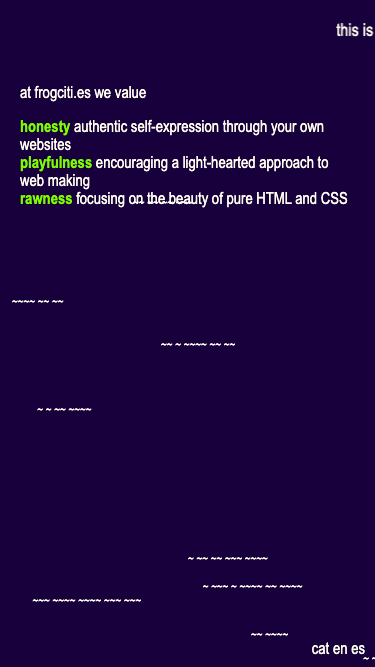 this is
at frogciti.es we value
honesty authentic self-expression through your own
websites
playfulness encouraging a light-hearted approach to
web making
rawness focusing on the beauty of pure HTML and CSS
~~~~ ~~ ~~
~~ ~ ~~~~ ~~ ~~
~ ~ ~~ ~~~~
~ ~~ ~~ ~~~ ~~~~
~ ~~~ ~ ~~~~ ~~ ~~~~
~~~ ~~~~ ~~~~ ~~~ ~~~
~~ ~~~~
cat en es
~ ~